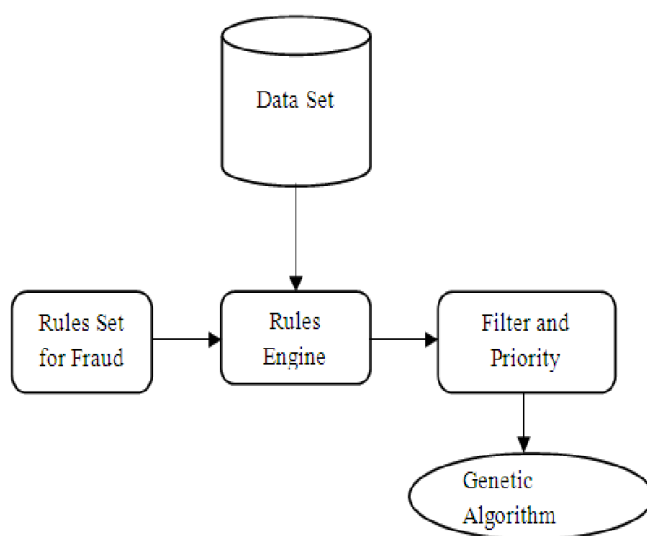 Data Set
Rules Set
for Fraud
Rules
Engine
Filter and
Priority
Genetic
Algorithm